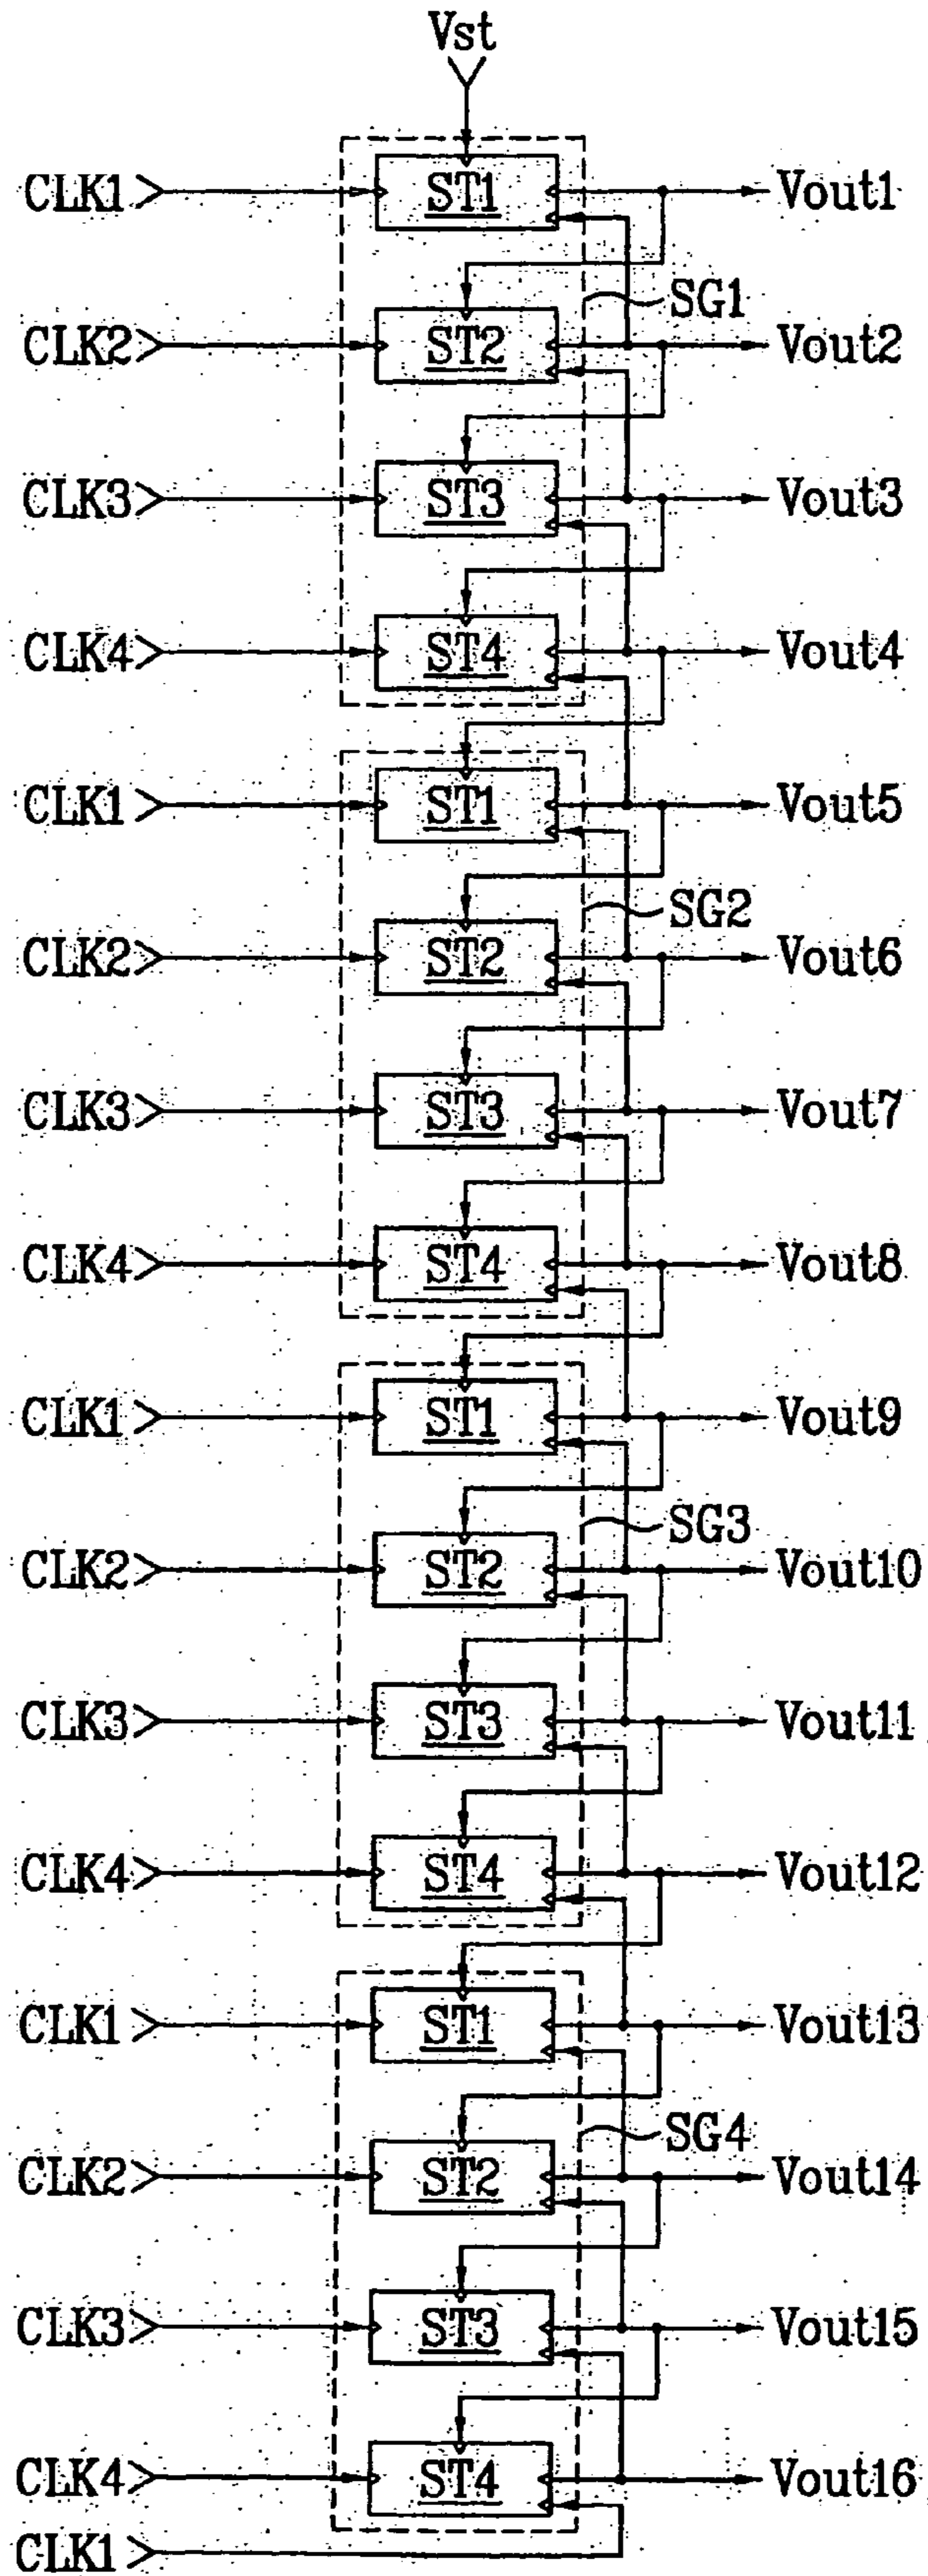 Vst
CLK1 ST1 Vout1
SG1
CLK2 ST2 Vout2
CLK3 ST3 Vout3
CLK4 ST4 Vout4
CLK1 ST1 Vout5
SG2
CLK2 ST2 Vout6
CLK3 ST3 Vout7
CLK4 ST4 Vout8
CLK1 ST1 Vout9
SG3
CLK2 ST2 Vout10
CLK3 ST3 Vout11
CLK4 ST4 Vout12
CLK1 ST1 Vout13
SG4
CLK2 ST2 Vout14
CLK3 ST3 Vout15
CLK4 ST4 Vout16
CLK1